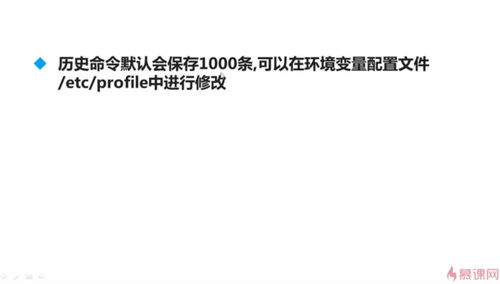 历史命令默认会保存1000条,可以在环境变量配置文件
/etc/profile中进行修改
慕课网